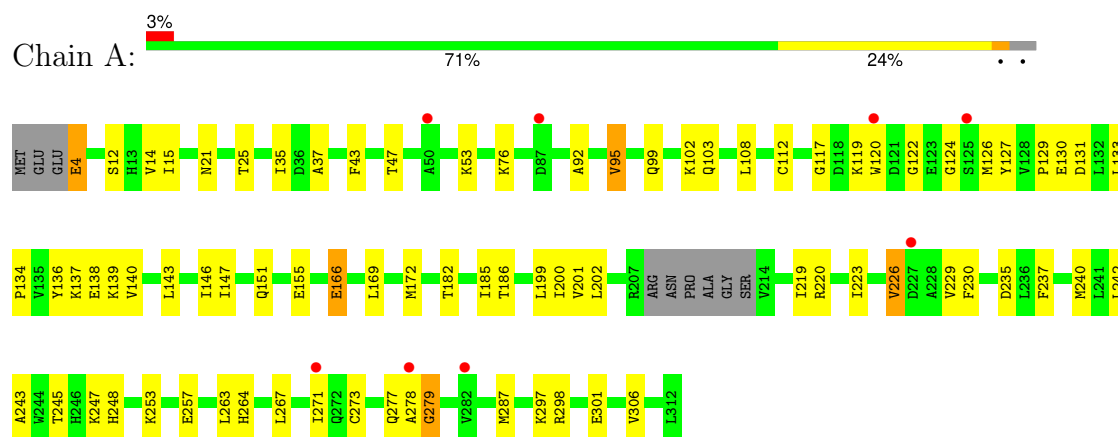 3%
Chain A:
71% 24% • •
MET GLU GLU E4 S12 H13 V14 I15 N21 T25 I35 D36 A37 F43 T47 A50 K53 K76 D87 A92 V95 Q99 K102 Q103 L108 C112 G117 D118 K119 W120 D121 G122 E123 G124 S125 M126 Y127 V128 P129 E130 D131 L132 L133
P134 V135 Y136 K137 E138 K139 V140 L143 I146 I147 Q151 E155 E166 L169 M172 T182 I185 T186 L199 I200 V201 L202 R207 ARG ASN PRO ALA GLY SER V214 I219 R220 I223 V226 D227 A228 V229 F230 D235 L236 F237 M240 L241 L242
A243 W244 T245 H246 K247 H248 K253 E257 L263 H264 L267 I271 Q272 C273 Q277 A278 G279 V282 M287 K297 R298 E301 V306 L312